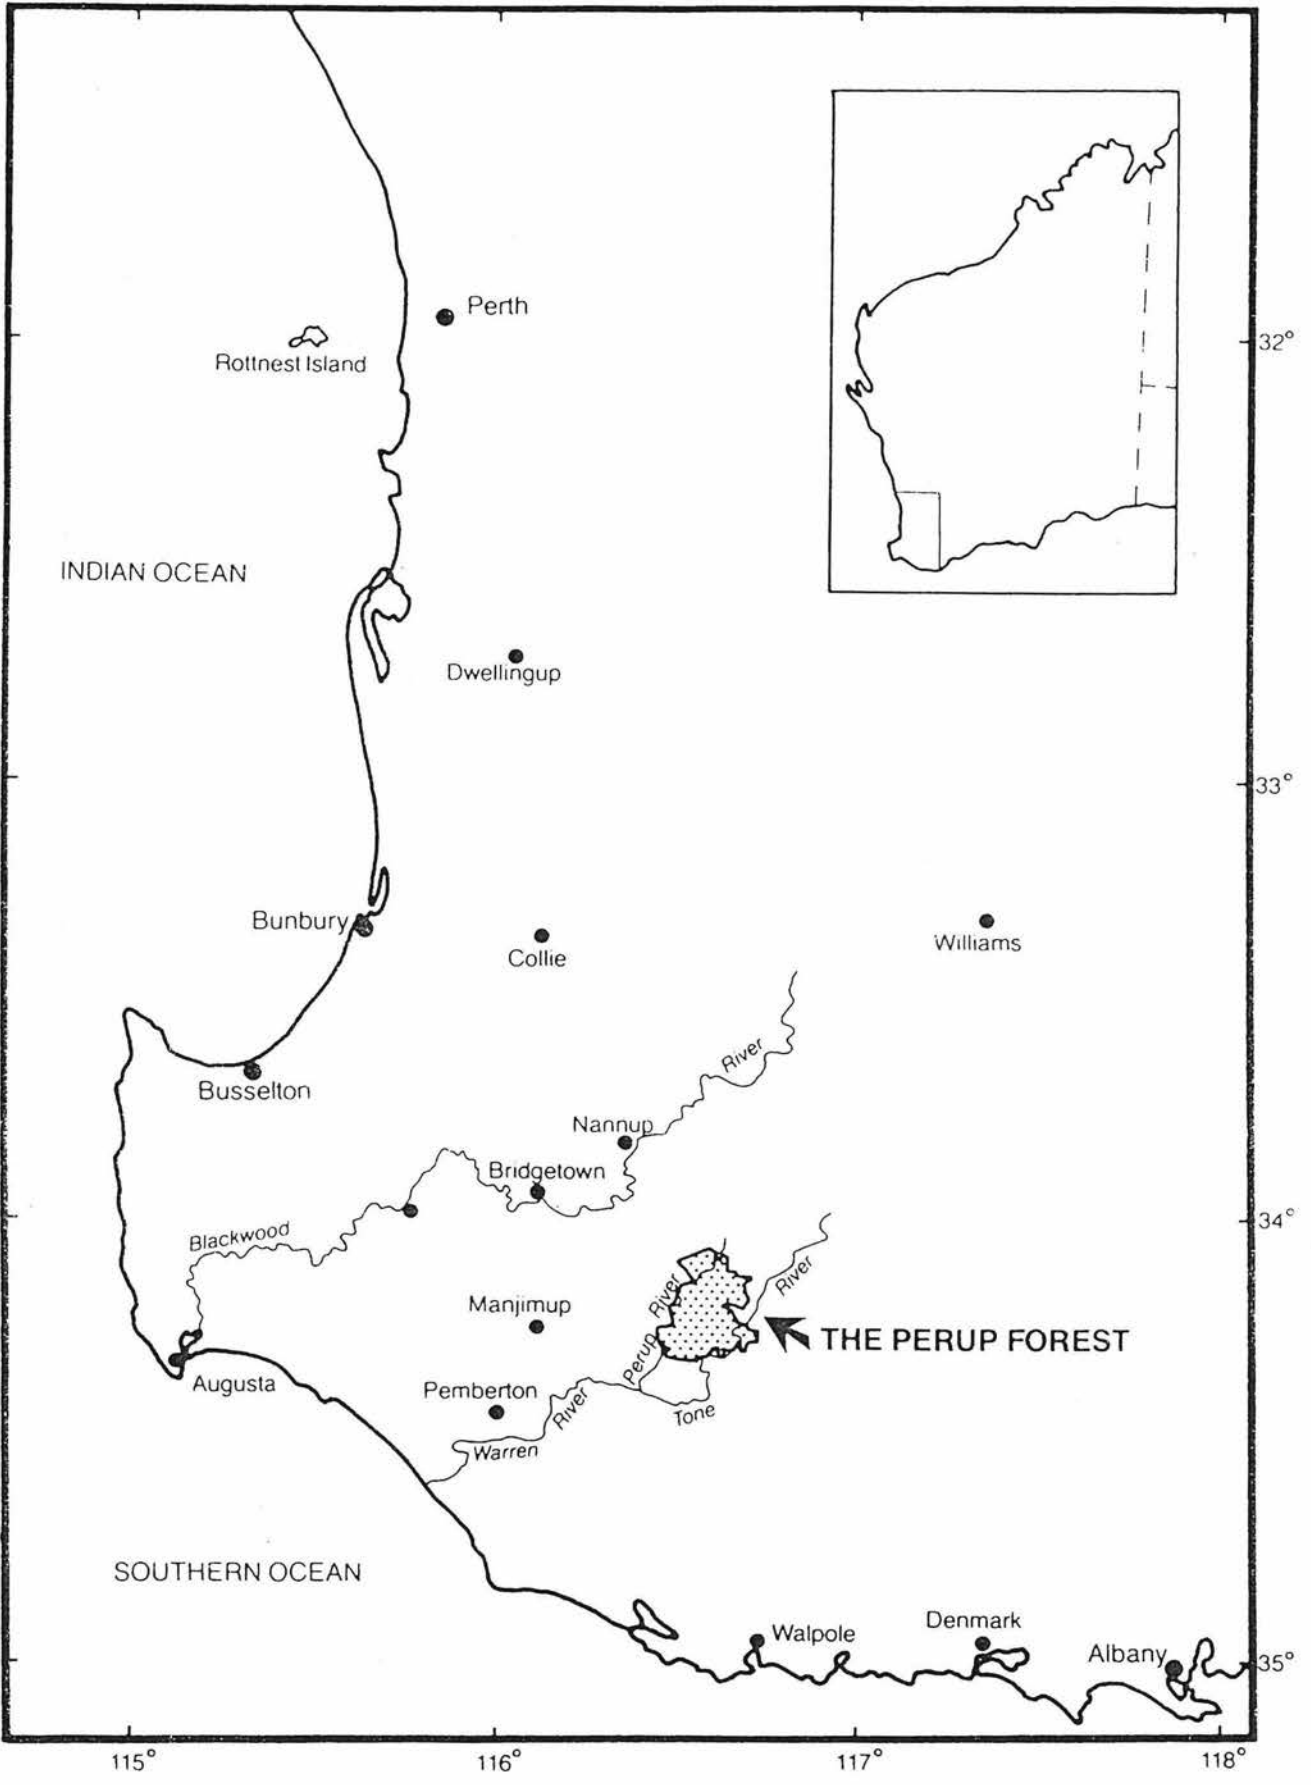 Perth
Rottnest Island
32°
INDIAN OCEAN
Dwellingup
33°
Bunbury
Collie
Williams
River
Busselton
Nannup
Bridgetown
34°
Blackwood
River
River
Manjimup
THE PERUP FOREST
Perup
Augusta
Pemberton
River
Tone
Warren
SOUTHERN OCEAN
Denmark
Walpole
Albany
35°
115°
116°
117°
118°